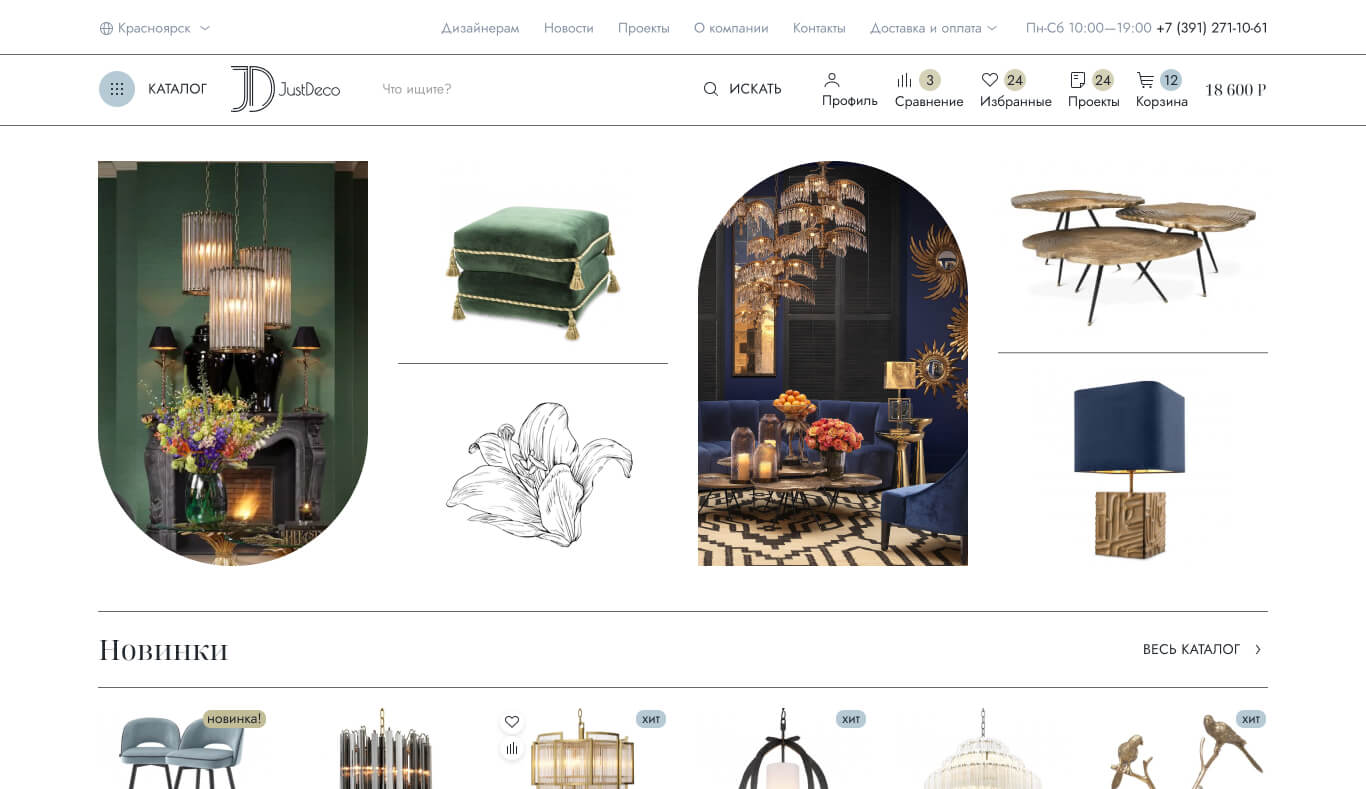 Красноярск
Дизайнерам Новости Проекты О компании Контакты Доставка и оплата Пн-Сб 10:00—19:00 +7 (391) 271-10-61
КАТАЛОГ JD JustDeco Что ищите? ИСКАТЬ
3 24 24 12
Профиль Сравнение Избранные Проекты Корзина 18 600 Р
Новинки ВЕСЬ КАТАЛОГ
новинка! хит хит хит